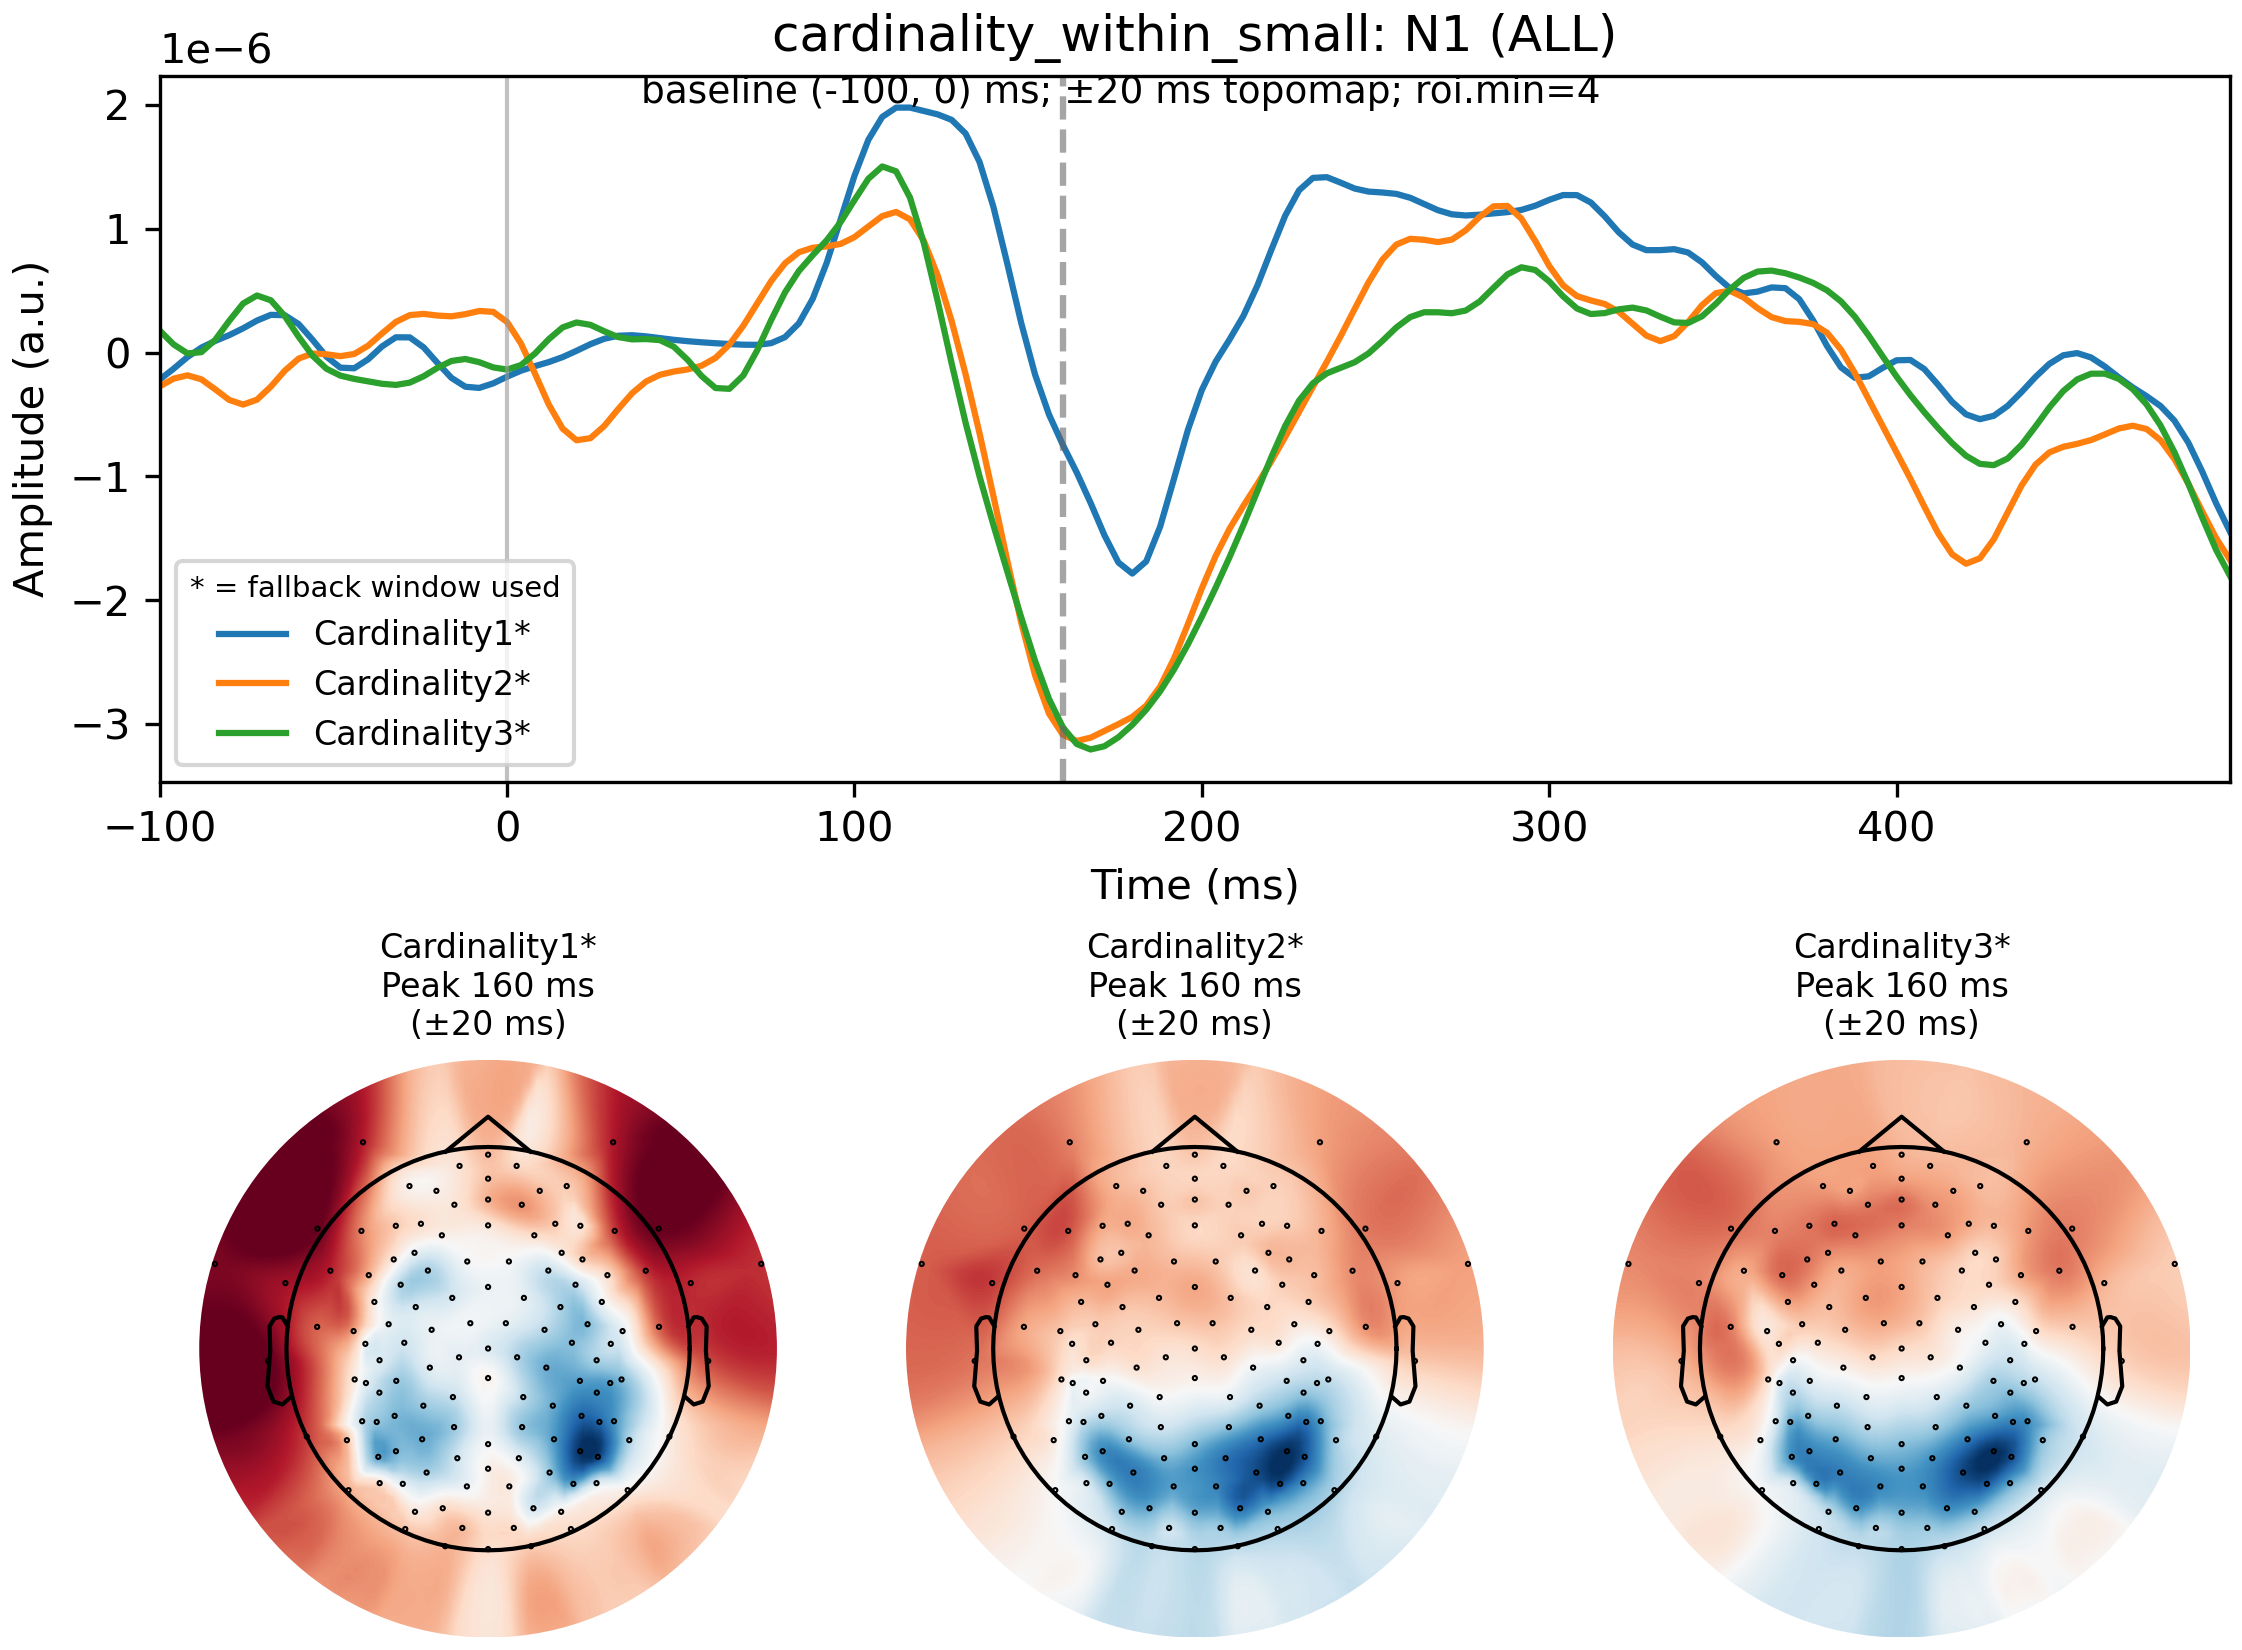 cardinality_within_small: N1 (ALL)
1e−6
baseline (-100, 0) ms; ±20 ms topomap; roi.min=4
2
1
0
−1
−2
−3
Amplitude (a.u.)
* = fallback window used
Cardinality1*
Cardinality2*
Cardinality3*
−100
0
100
200
300
400
Time (ms)
Cardinality1*
Peak 160 ms
(±20 ms)
Cardinality2*
Peak 160 ms
(±20 ms)
Cardinality3*
Peak 160 ms
(±20 ms)